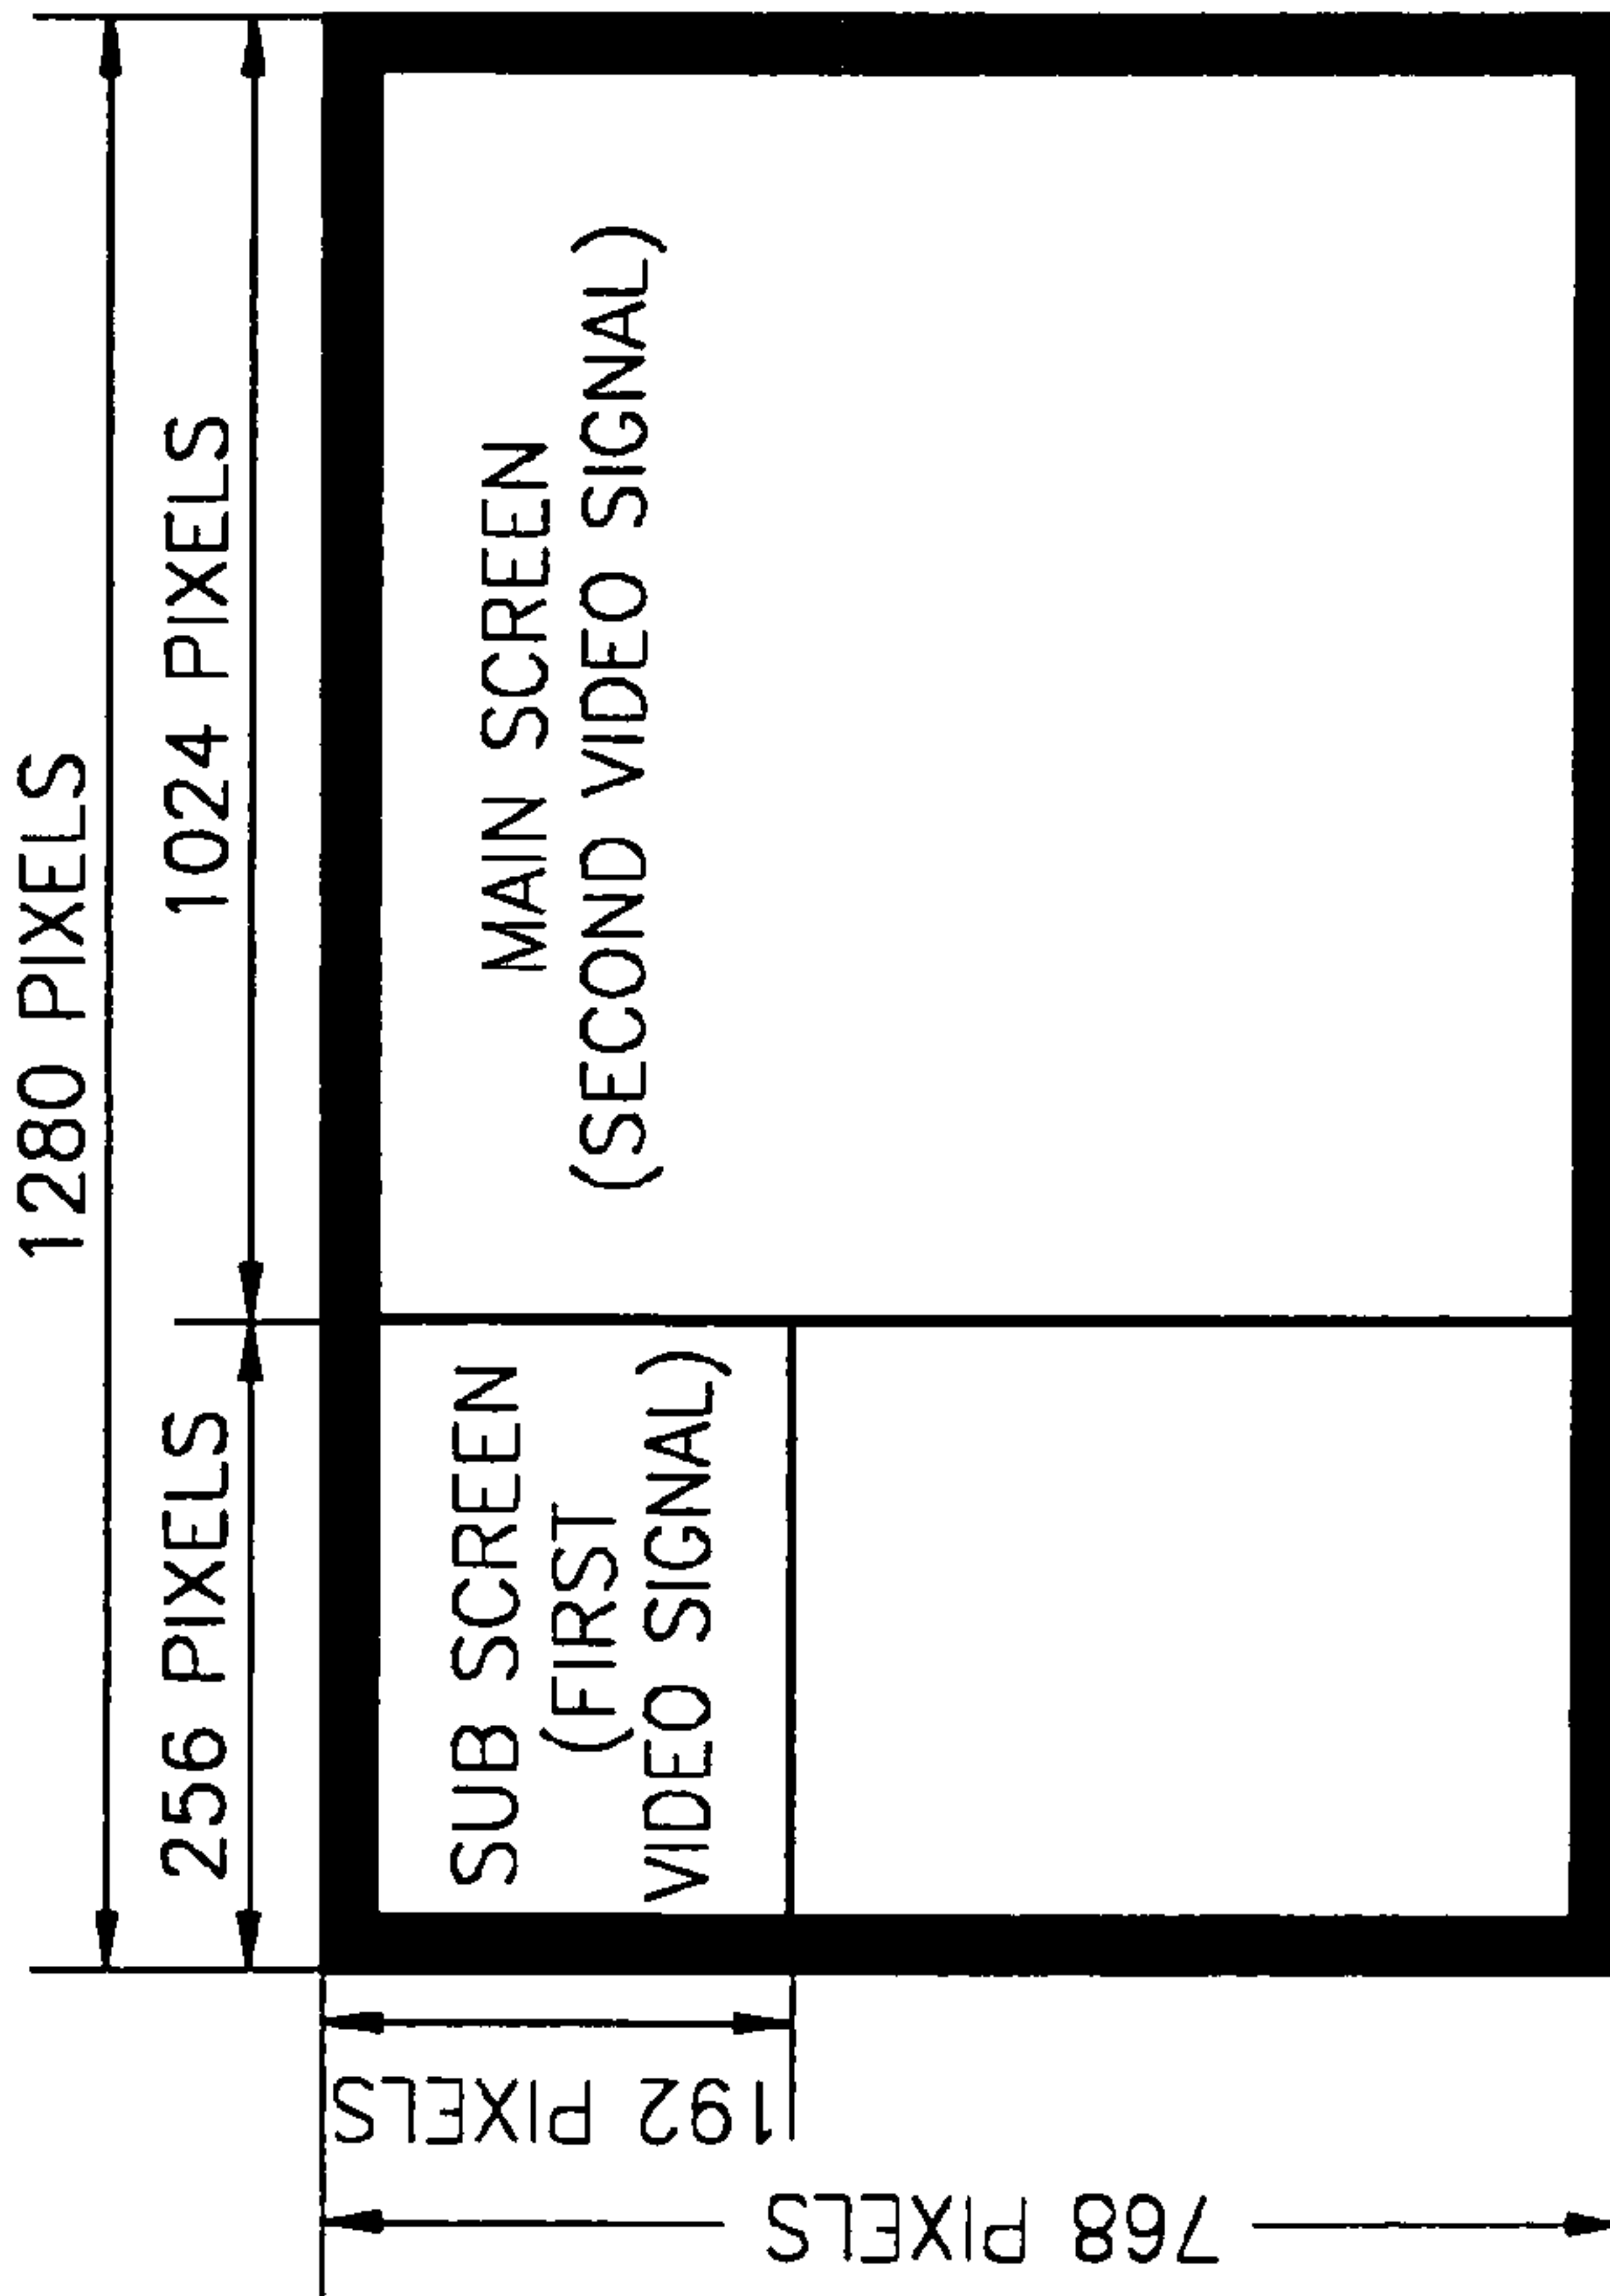 1280 PIXELS
256 PIXELS
1024 PIXELS
SUB SCREEN
(FIRST
VIDEO SIGNAL)
MAIN SCREEN
(SECOND VIDEO SIGNAL)
192 PIXELS
768 PIXELS